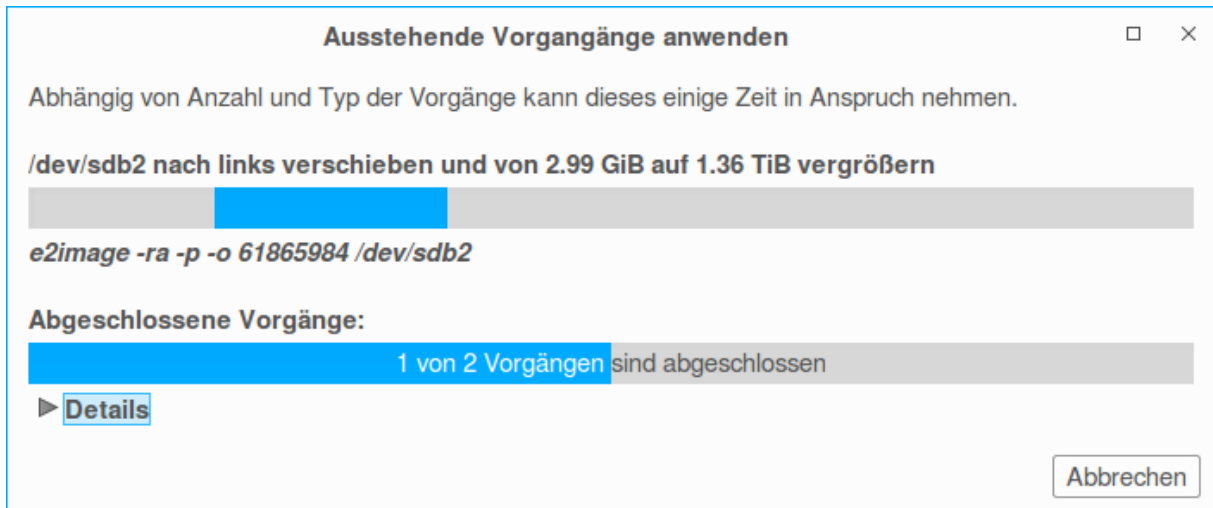 Ausstehende Vorgangänge anwenden
Abhängig von Anzahl und Typ der Vorgänge kann dieses einige Zeit in Anspruch nehmen.
/dev/sdb2 nach links verschieben und von 2.99 GiB auf 1.36 TiB vergrößern
e2image -ra -p -o 61865984 /dev/sdb2
Abgeschlossene Vorgänge:
1 von 2 Vorgängen sind abgeschlossen
Details
Abbrechen